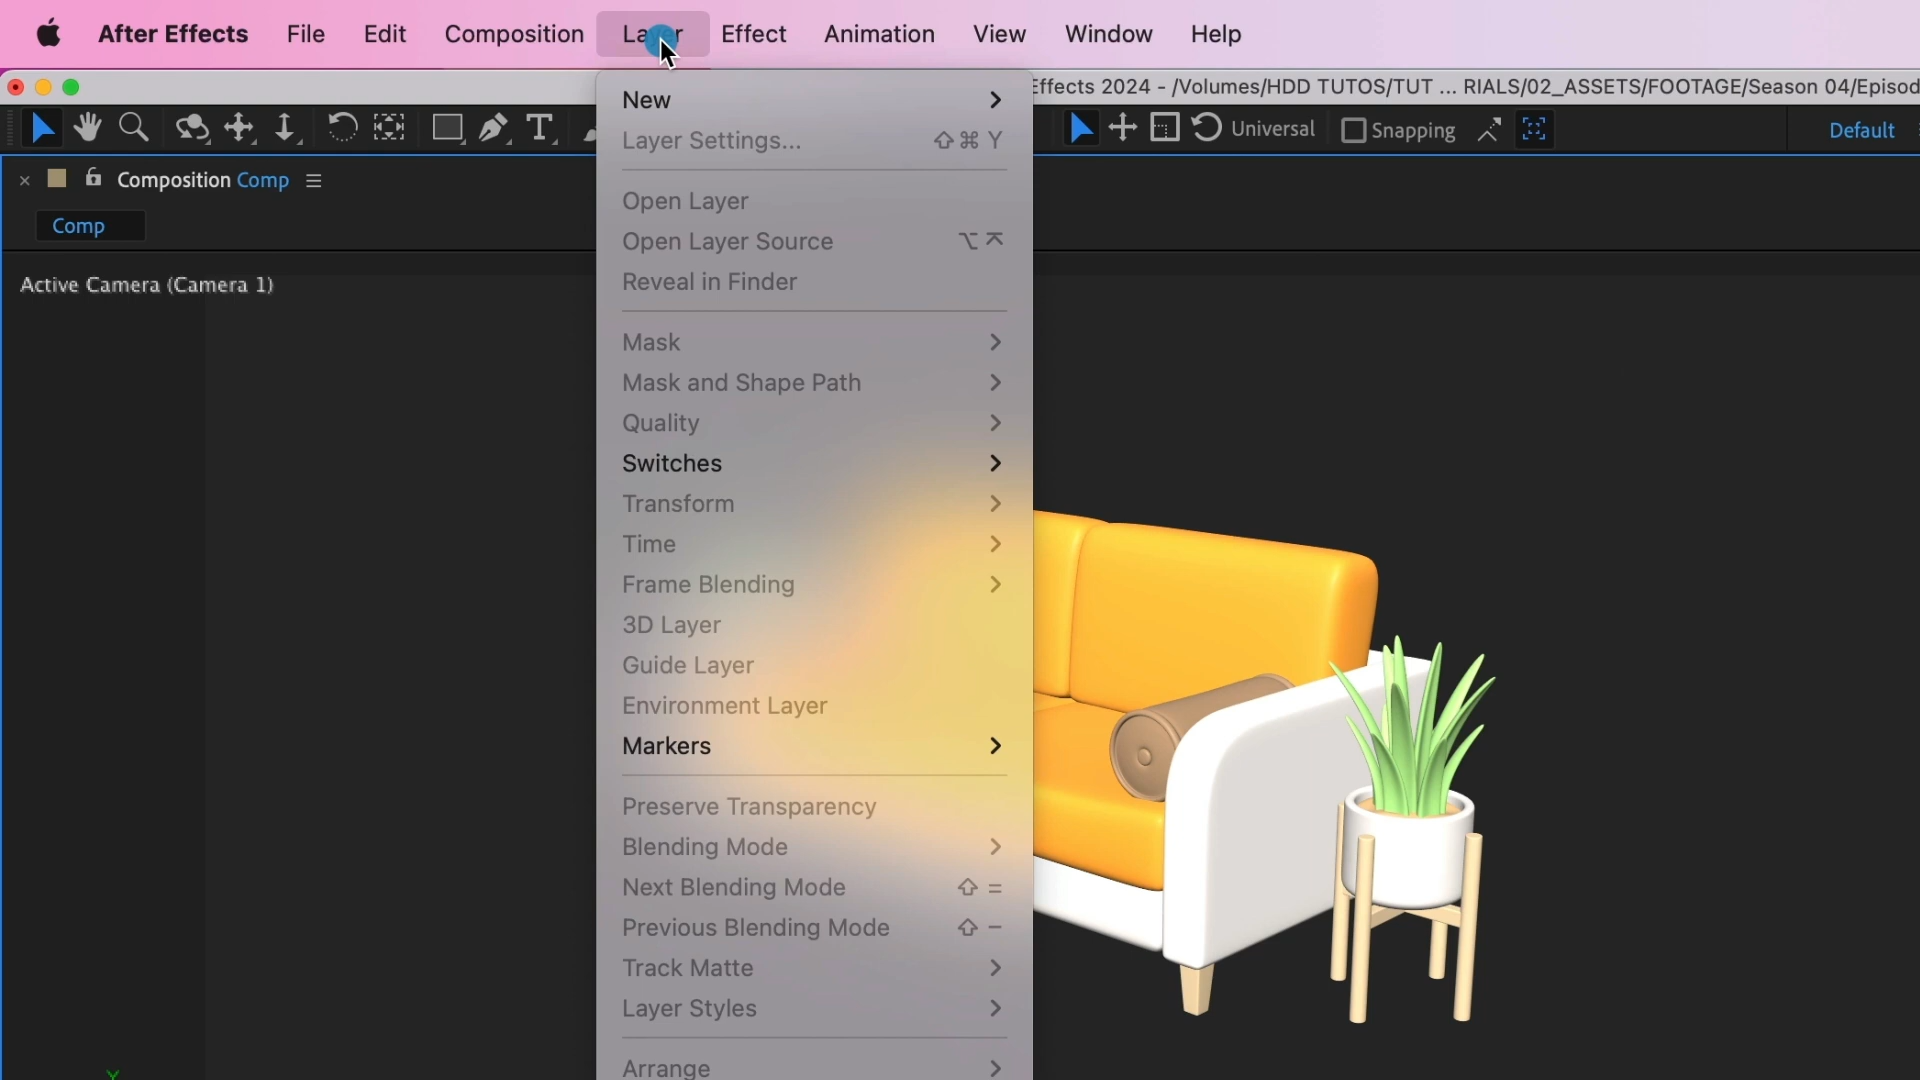 After Effects File Edit Composition Layer Effect Animation View Window Help
Effects 2024 - /Volumes/HDD TUTOS/TUT ... RIALS/02_ASSETS/FOOTAGE/Season 04/Episod
Universal Snapping Default
Composition Comp
Comp
Active Camera (Camera 1)
New
Layer Settings... ⇧⌘ Y
Open Layer
Open Layer Source ⌥⌤
Reveal in Finder
Mask
Mask and Shape Path
Quality
Switches
Transform
Time
Frame Blending
3D Layer
Guide Layer
Environment Layer
Markers
Preserve Transparency
Blending Mode
Next Blending Mode ⇧ =
Previous Blending Mode ⇧ −
Track Matte
Layer Styles
Arrange
Y